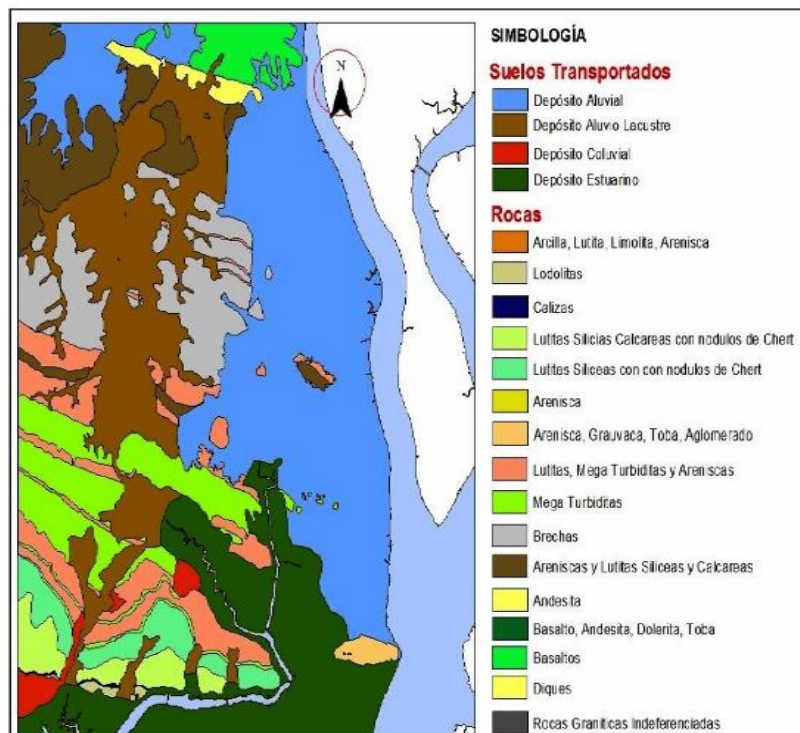 N
SIMBOLOGÍA
Suelos Transportados
Depósito Aluvial
Depósito Aluvio Lacustre
Depósito Coluvial
Depósito Estuarino
Rocas
Arcilla, Lutita, Limolita, Arenisca
Lodolitas
Calizas
Lutitas Silicias Calcareas con nodulos de Chert
Lutitas Siliceas con con nodulos de Chert
Arenisca
Arenisca, Grauvaca, Toba, Aglomerado
Lutitas, Mega Turbiditas y Areniscas
Mega Turbiditas
Brechas
Areniscas y Lutitas Siliceas y Calcareas
Andesita
Basalto, Andesita, Dolerita, Toba
Basaltos
Diques
Rocas Graniticas Indeferenciadas